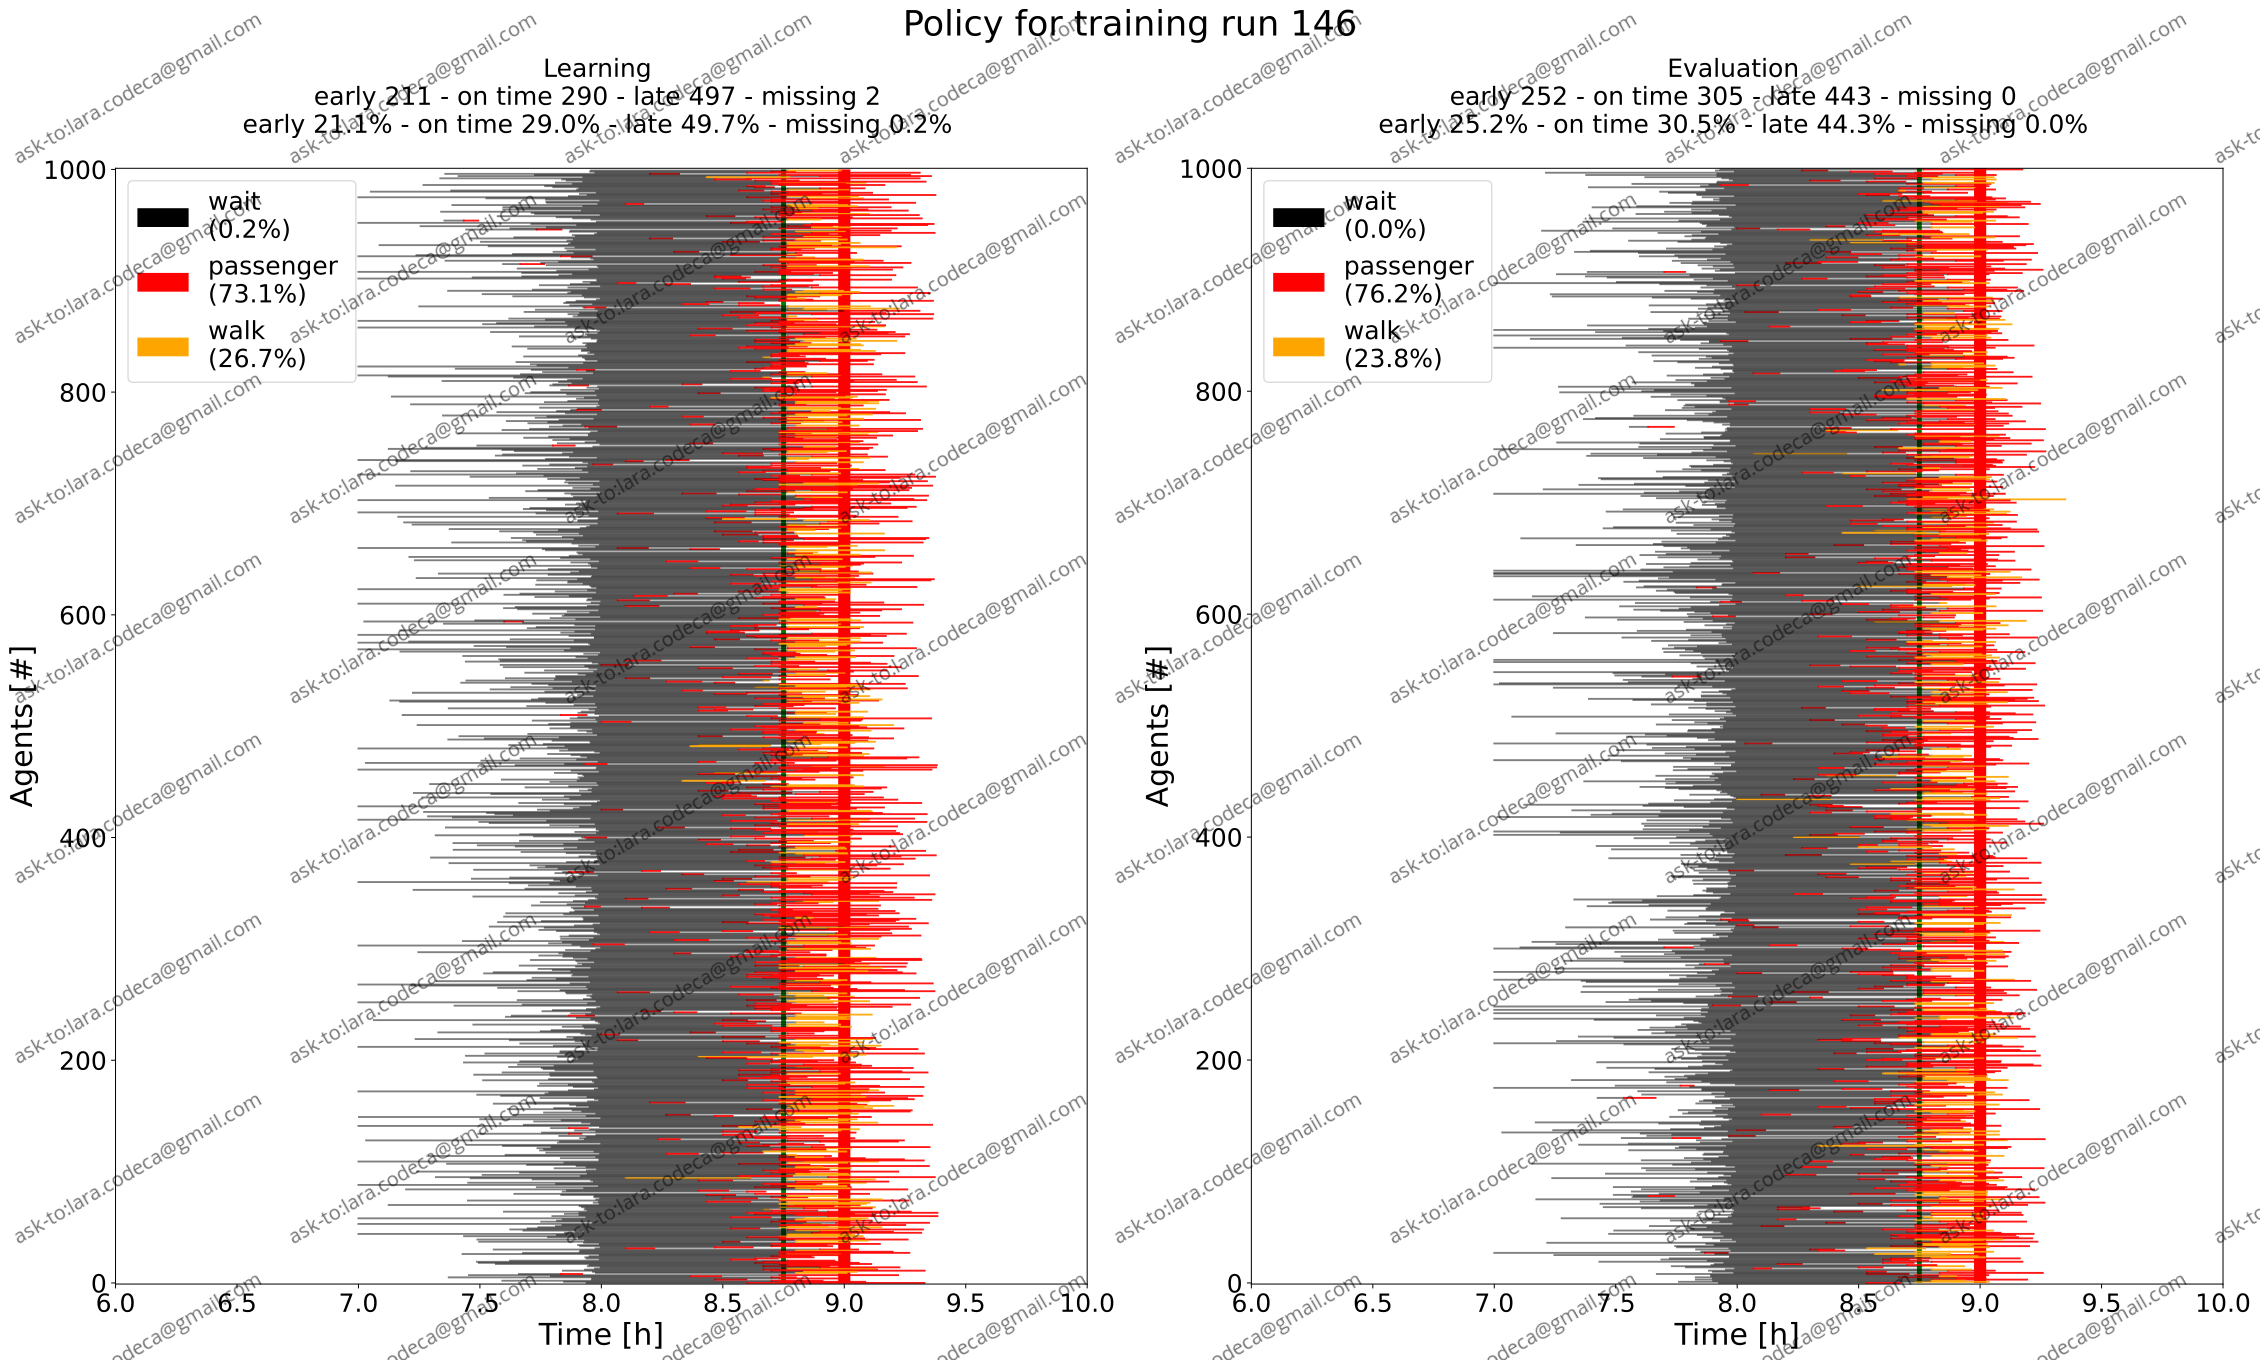 Policy for training run 146
Learning
early 211 - on time 290 - late 497 - missing 2
early 21.1% - on time 29.0% - late 49.7% - missing 0.2%
Evaluation
early 252 - on time 305 - late 443 - missing 0
early 25.2% - on time 30.5% - late 44.3% - missing 0.0%
wait
(0.2%)
passenger
(73.1%)
walk
(26.7%)
wait
(0.0%)
passenger
(76.2%)
walk
(23.8%)
1000
800
600
400
200
0
Agents [#]
6.0 6.5 7.0 7.5 8.0 8.5 9.0 9.5 10.0
Time [h]
1000
800
600
400
200
0
Agents [#]
6.0 6.5 7.0 7.5 8.0 8.5 9.0 9.5 10.0
Time [h]
ask-to:lara.codeca@gmail.com